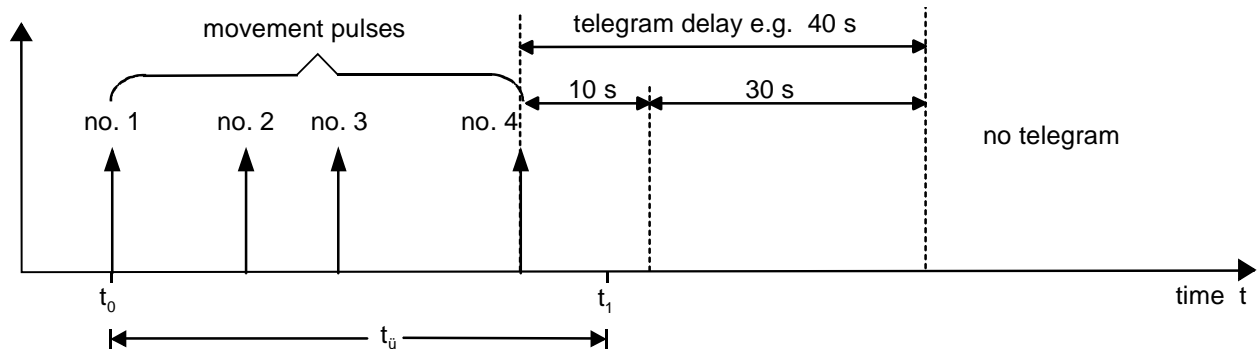 movement pulses
telegram delay e.g. 40 s
10 s
30 s
no. 1
no. 2
no. 3
no. 4
no telegram
t0
t1
time t
tü